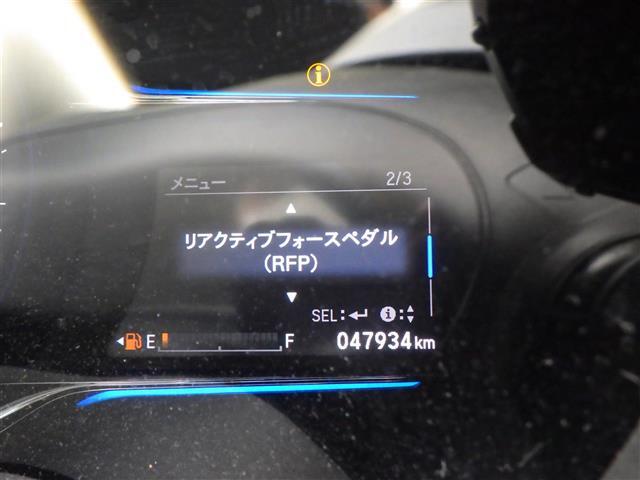 メニュー 2/3
リアクティブフォースペダル
(RFP)
SEL: i:
E F 047934km